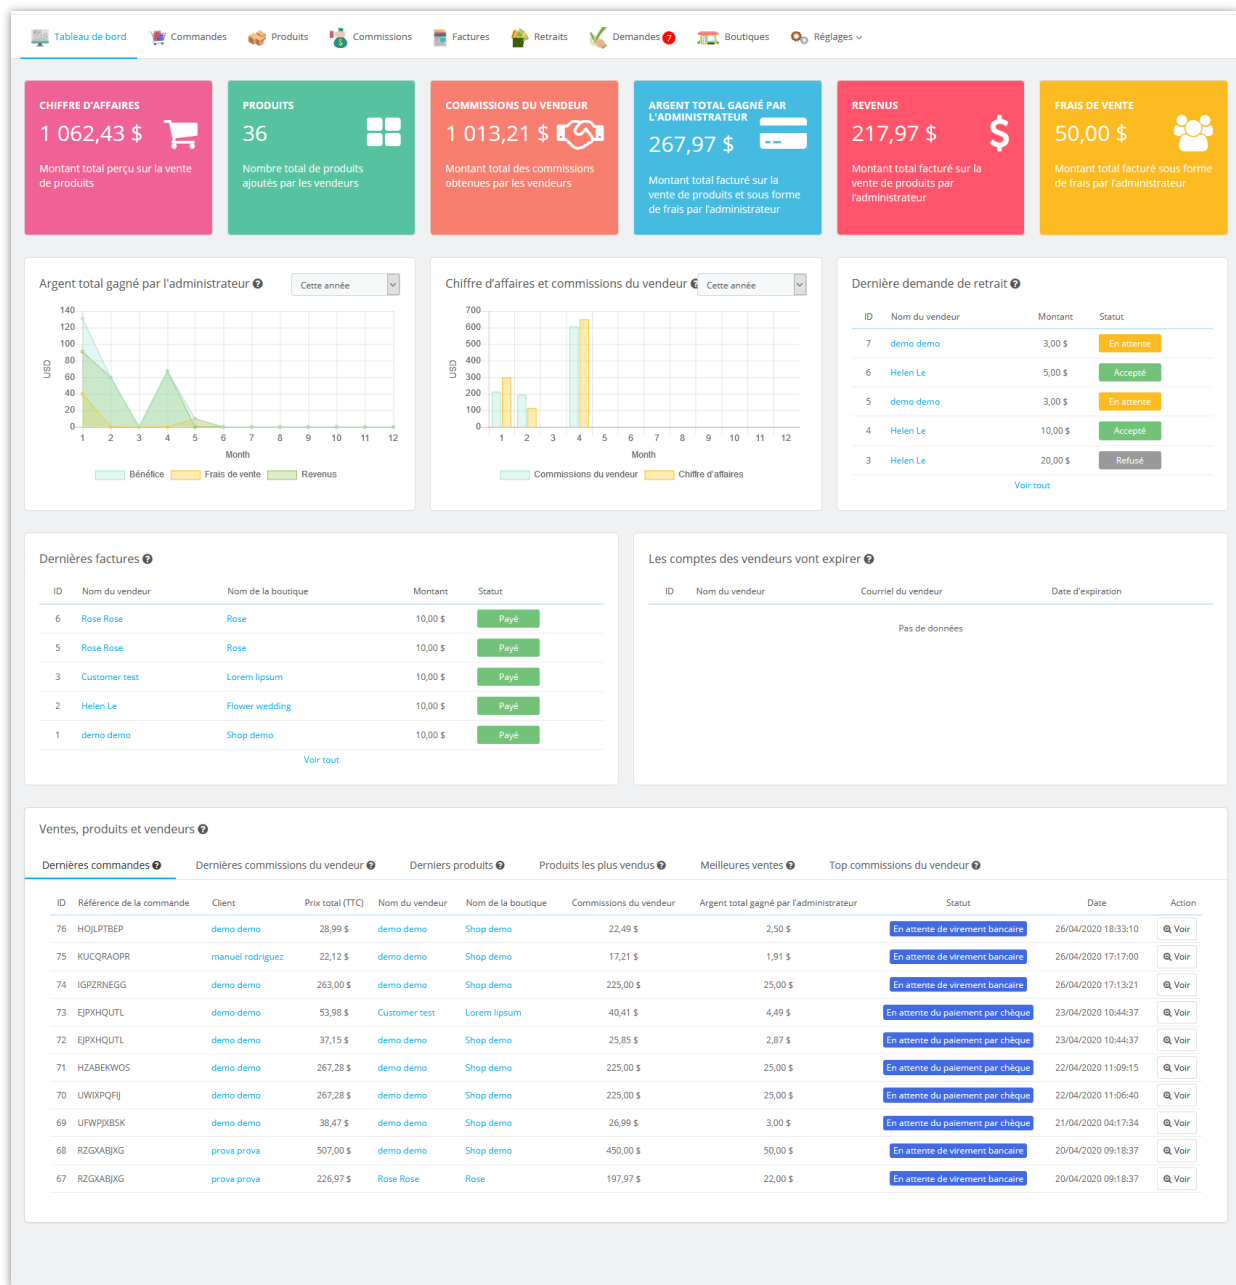 Tableau de bord Commandes Produits Commissions Factures Retraits Demandes 7 Boutiques Réglages
CHIFFRE D'AFFAIRES
1 062,43 $
Montant total perçu sur la vente
de produits
PRODUITS
36
Nombre total de produits
ajoutés par les vendeurs
COMMISSIONS DU VENDEUR
1 013,21 $
Montant total des commissions
obtenues par les vendeurs
ARGENT TOTAL GAGNÉ PAR
L'ADMINISTRATEUR
267,97 $
Montant total facturé sur la
vente de produits et sous forme
de frais par l'administrateur
REVENUS
217,97 $
Montant total facturé sur la
vente de produits par
l'administrateur
FRAIS DE VENTE
50,00 $
Montant total facturé sous forme
de frais par l'administrateur
Argent total gagné par l'administrateur
Cette année
140
120
100
80
60
40
20
0
USD
1 2 3 4 5 6 7 8 9 10 11 12
Month
Bénéfice Frais de vente Revenus
Chiffre d'affaires et commissions du vendeur
Cette année
700
600
500
400
300
200
100
0
USD
1 2 3 4 5 6 7 8 9 10 11 12
Month
Commissions du vendeur Chiffre d'affaires
Dernière demande de retrait
ID Nom du vendeur Montant Statut
7 demo demo 3,00 $ En attente
6 Helen Le 5,00 $ Accepté
5 demo demo 3,00 $ En attente
4 Helen Le 10,00 $ Accepté
3 Helen Le 20,00 $ Refusé
Voir tout
Dernières factures
ID Nom du vendeur Nom de la boutique Montant Statut
6 Rose Rose Rose 10,00 $ Payé
5 Rose Rose Rose 10,00 $ Payé
3 Customer test Lorem lipsum 10,00 $ Payé
2 Helen Le Flower wedding 10,00 $ Payé
1 demo demo Shop demo 10,00 $ Payé
Voir tout
Les comptes des vendeurs vont expirer
ID Nom du vendeur Courriel du vendeur Date d'expiration
Pas de données
Ventes, produits et vendeurs
Dernières commandes Dernières commissions du vendeur Derniers produits Produits les plus vendus Meilleures ventes Top commissions du vendeur
ID Référence de la commande Client Prix total (TTC) Nom du vendeur Nom de la boutique Commissions du vendeur Argent total gagné par l'administrateur Statut Date Action
76 HOJLPTBEP demo demo 28,99 $ demo demo Shop demo 22,49 $ 2,50 $ En attente de virement bancaire 26/04/2020 18:33:10 Voir
75 KUCQRAOPR manuel rodriguez 22,12 $ demo demo Shop demo 17,21 $ 1,91 $ En attente de virement bancaire 26/04/2020 17:17:00 Voir
74 IGPZRNEGG demo demo 263,00 $ demo demo Shop demo 225,00 $ 25,00 $ En attente de virement bancaire 26/04/2020 17:13:21 Voir
73 EJPXHQUTL demo demo 53,98 $ Customer test Lorem lipsum 40,41 $ 4,49 $ En attente du paiement par chèque 23/04/2020 10:44:37 Voir
72 EJPXHQUTL demo demo 37,15 $ demo demo Shop demo 25,85 $ 2,87 $ En attente du paiement par chèque 23/04/2020 10:44:37 Voir
71 HZABEKWOS demo demo 267,28 $ demo demo Shop demo 225,00 $ 25,00 $ En attente du paiement par chèque 22/04/2020 11:09:15 Voir
70 UWIXPQFIJ demo demo 267,28 $ demo demo Shop demo 225,00 $ 25,00 $ En attente du paiement par chèque 22/04/2020 11:06:40 Voir
69 UFWPJXBSK demo demo 38,47 $ demo demo Shop demo 26,99 $ 3,00 $ En attente du paiement par chèque 21/04/2020 04:17:34 Voir
68 RZGXABJXG prova prova 507,00 $ demo demo Shop demo 450,00 $ 50,00 $ En attente de virement bancaire 20/04/2020 09:18:37 Voir
67 RZGXABJXG prova prova 226,97 $ Rose Rose Rose 197,97 $ 22,00 $ En attente de virement bancaire 20/04/2020 09:18:37 Voir